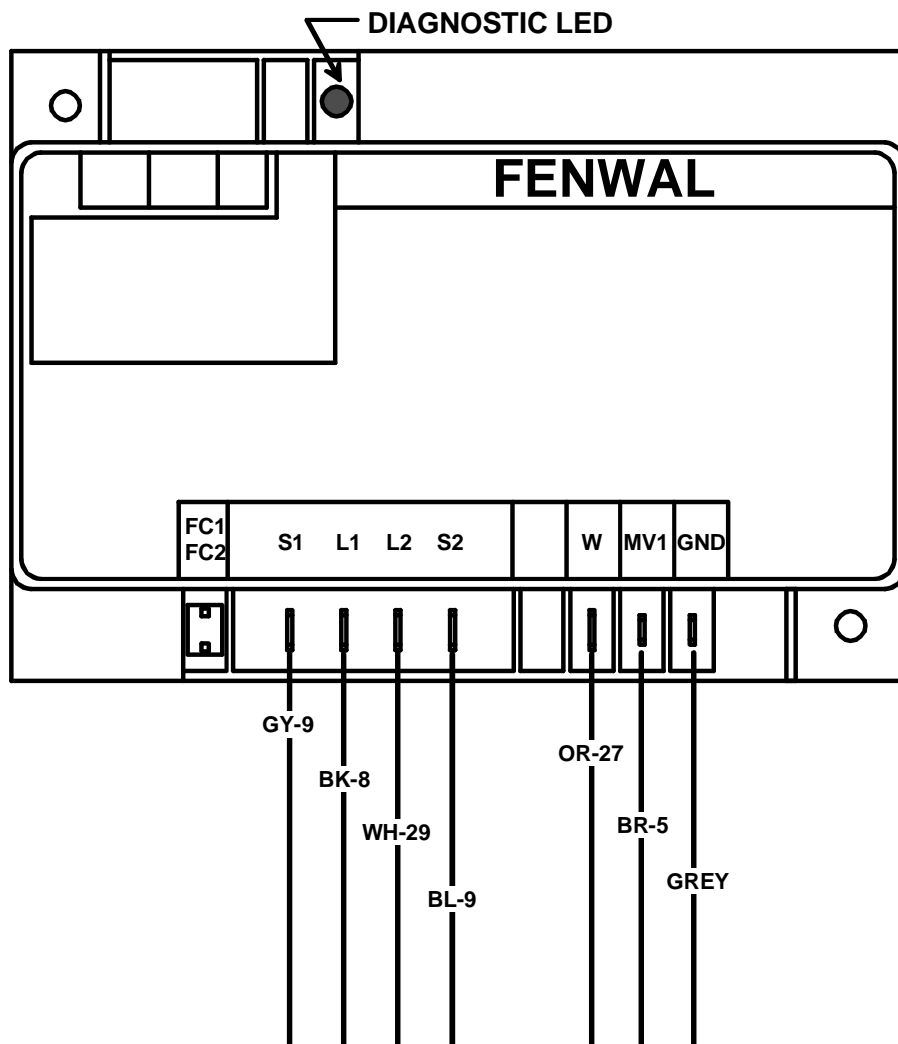 DIAGNOSTIC LED
FENWAL
FC1
FC2
S1 L1 L2 S2 W MV1 GND
GY-9
BK-8
WH-29
BL-9
OR-27
BR-5
GREY